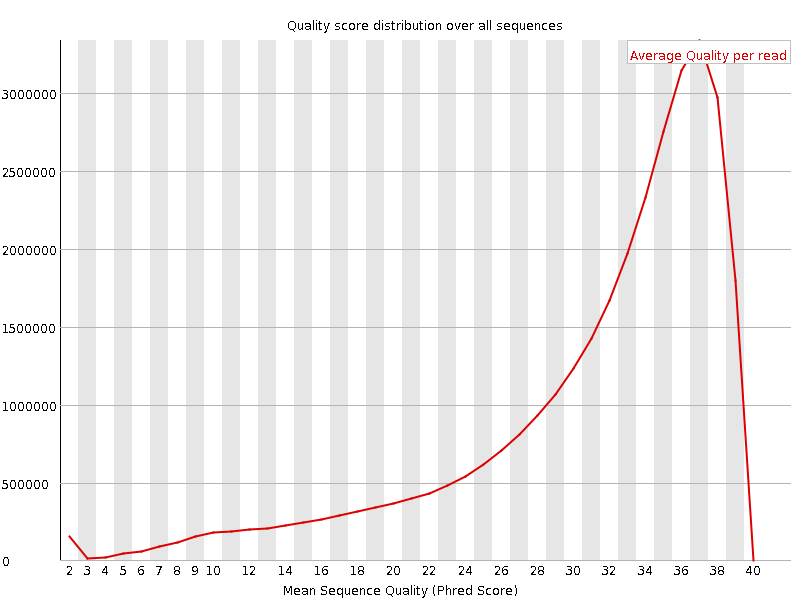 Quality score distribution over all sequences
Average Quality per read
3000000
2500000
2000000
1500000
1000000
500000
0
2 3 4 5 6 7 8 9 10 12 14 16 18 20 22 24 26 28 30 32 34 36 38 40
Mean Sequence Quality (Phred Score)